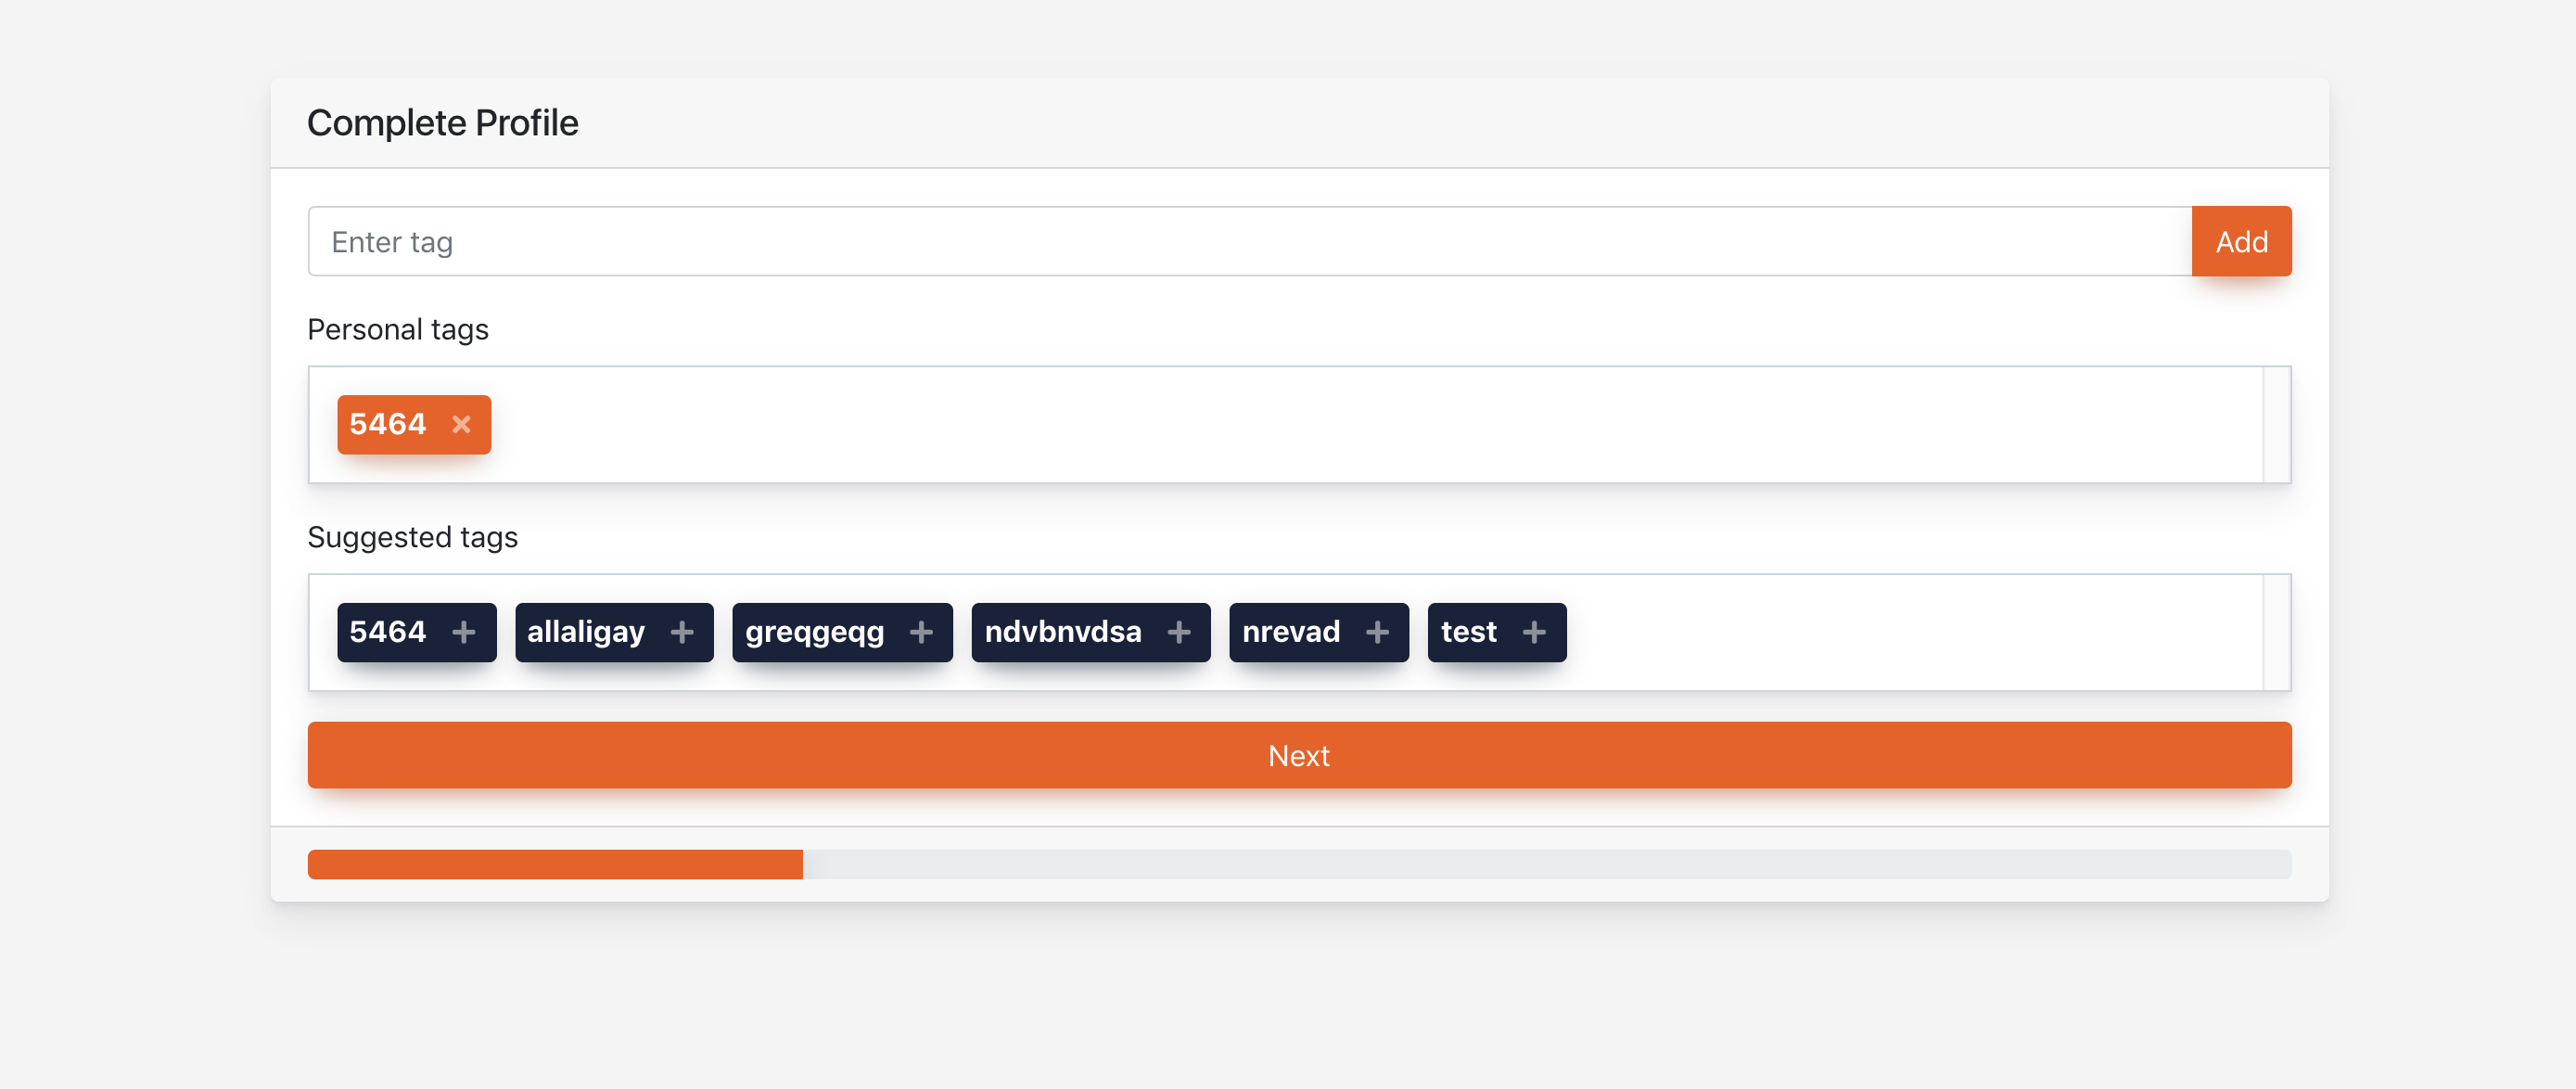 Complete Profile
Enter tag
Add
Personal tags
5464 ×
Suggested tags
5464 + allaligay + greqgeqg + ndvbnvdsa + nrevad + test +
Next